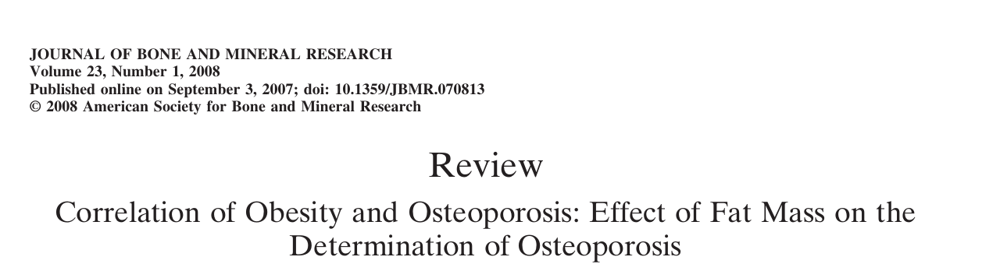 JOURNAL OF BONE AND MINERAL RESEARCH
Volume 23, Number 1, 2008
Published online on September 3, 2007; doi: 10.1359/JBMR.070813
© 2008 American Society for Bone and Mineral Research
Review
Correlation of Obesity and Osteoporosis: Effect of Fat Mass on the
Determination of Osteoporosis